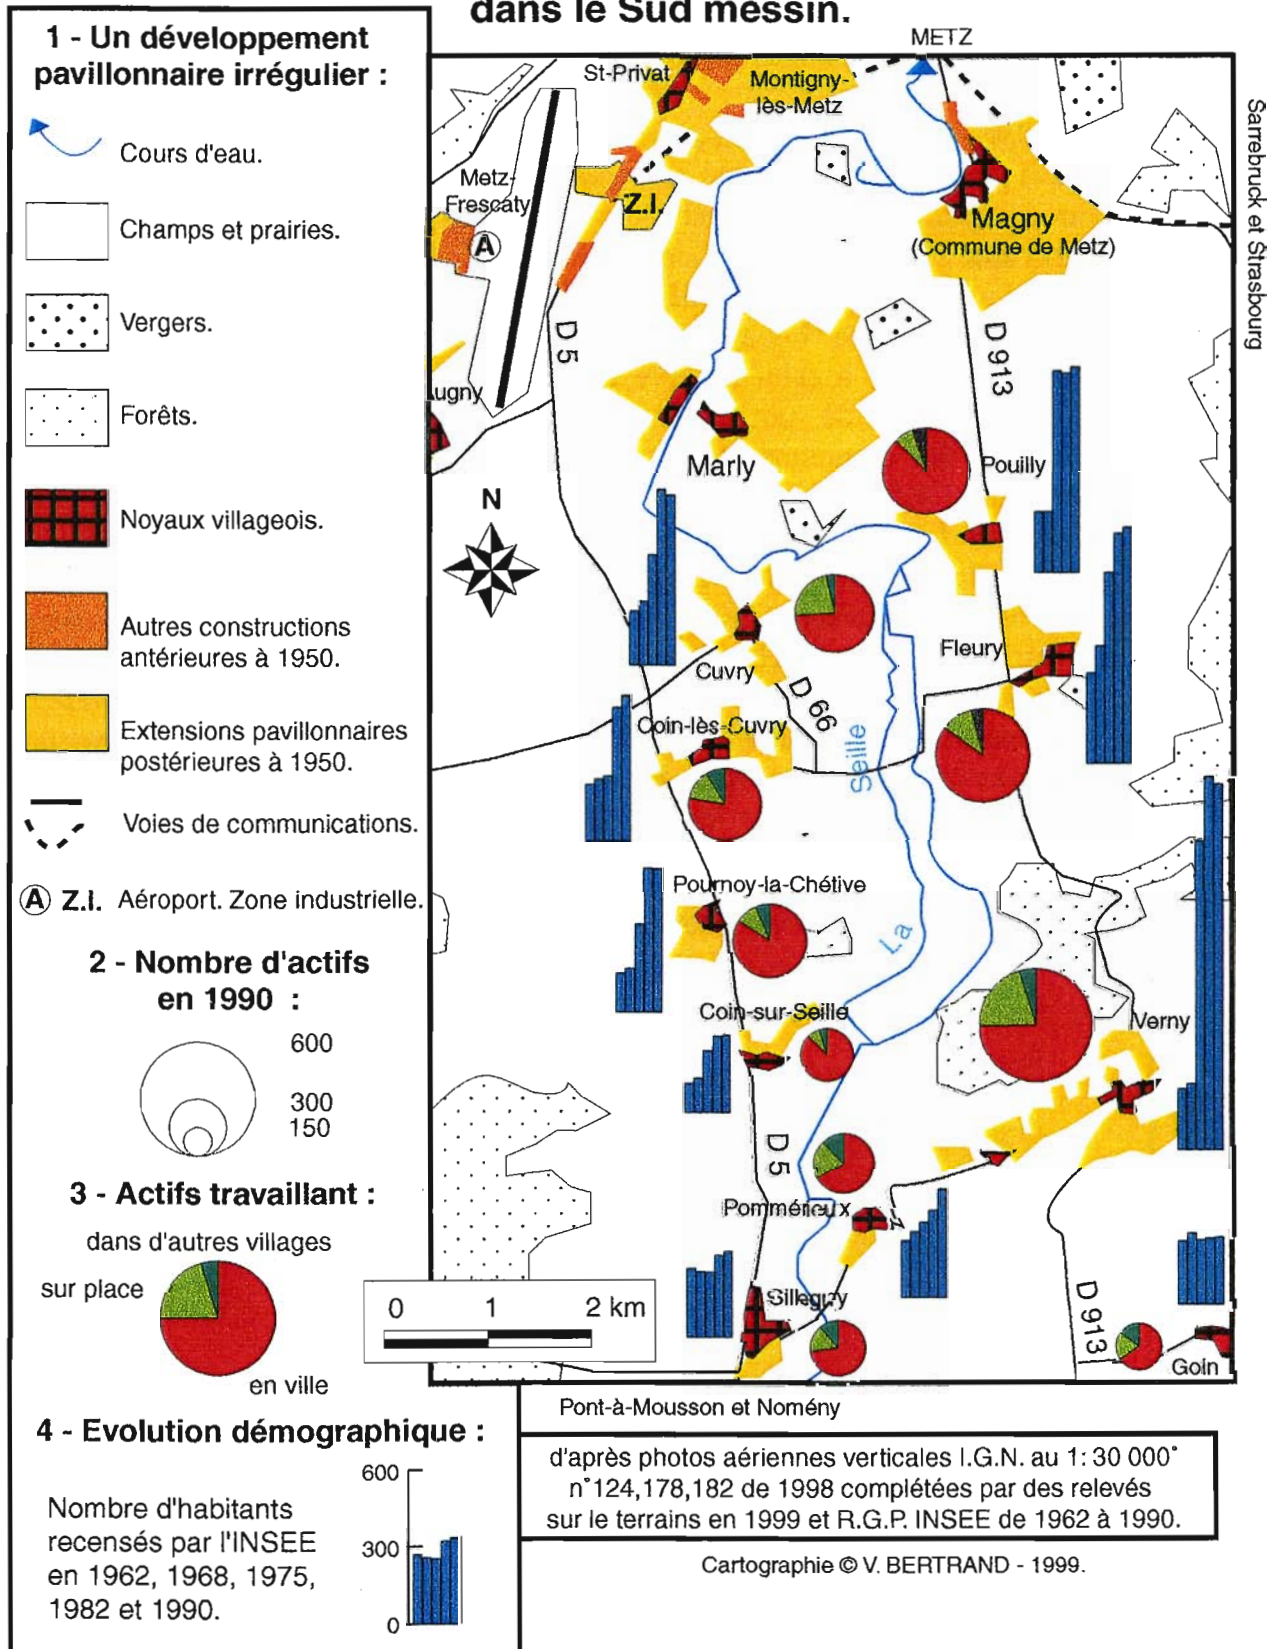 dans le Sud messin.
1 - Un développement
pavillonnaire irrégulier :
Cours d'eau.
Champs et prairies.
Vergers.
Forêts.
Noyaux villageois.
Autres constructions
antérieures à 1950.
Extensions pavillonnaires
postérieures à 1950.
Voies de communications.
A Z.I. Aéroport. Zone industrielle.
2 - Nombre d'actifs
en 1990 :
600
300
150
3 - Actifs travaillant :
dans d'autres villages
sur place
en ville
4 - Evolution démographique :
Nombre d'habitants
recensés par l'INSEE
en 1962, 1968, 1975,
1982 et 1990.
600
300
0
METZ
St-Privat
Montigny-
lès-Metz
Metz-
Frescaty
A
Z.I.
Magny
(Commune de Metz)
Sarrebruck et Strasbourg
D 5
D 913
ugny
Marly
Pouilly
N
Cuvry
Fleury
D 66
Coin-lès-Cuvry
La Seille
Pournoy-la-Chétive
Coin-sur-Seille
Verny
D 5
Pommérieux
Sillegny
D 913
Goin
0 1 2 km
Pont-à-Mousson et Nomény
d'après photos aériennes verticales I.G.N. au 1: 30 000°
n°124,178,182 de 1998 complétées par des relevés
sur le terrains en 1999 et R.G.P. INSEE de 1962 à 1990.
Cartographie © V. BERTRAND - 1999.